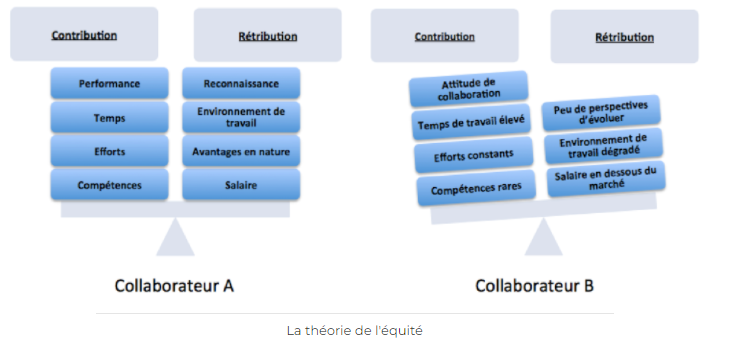 Contribution
Rétribution
Performance
Reconnaissance
Temps
Environnement de
travail
Efforts
Avantages en nature
Compétences
Salaire
Collaborateur A
Contribution
Rétribution
Attitude de
collaboration
Peu de perspectives
d'évoluer
Temps de travail élevé
Environnement de
travail dégradé
Efforts constants
Salaire en dessous du
marché
Compétences rares
Collaborateur B
La théorie de l'équité